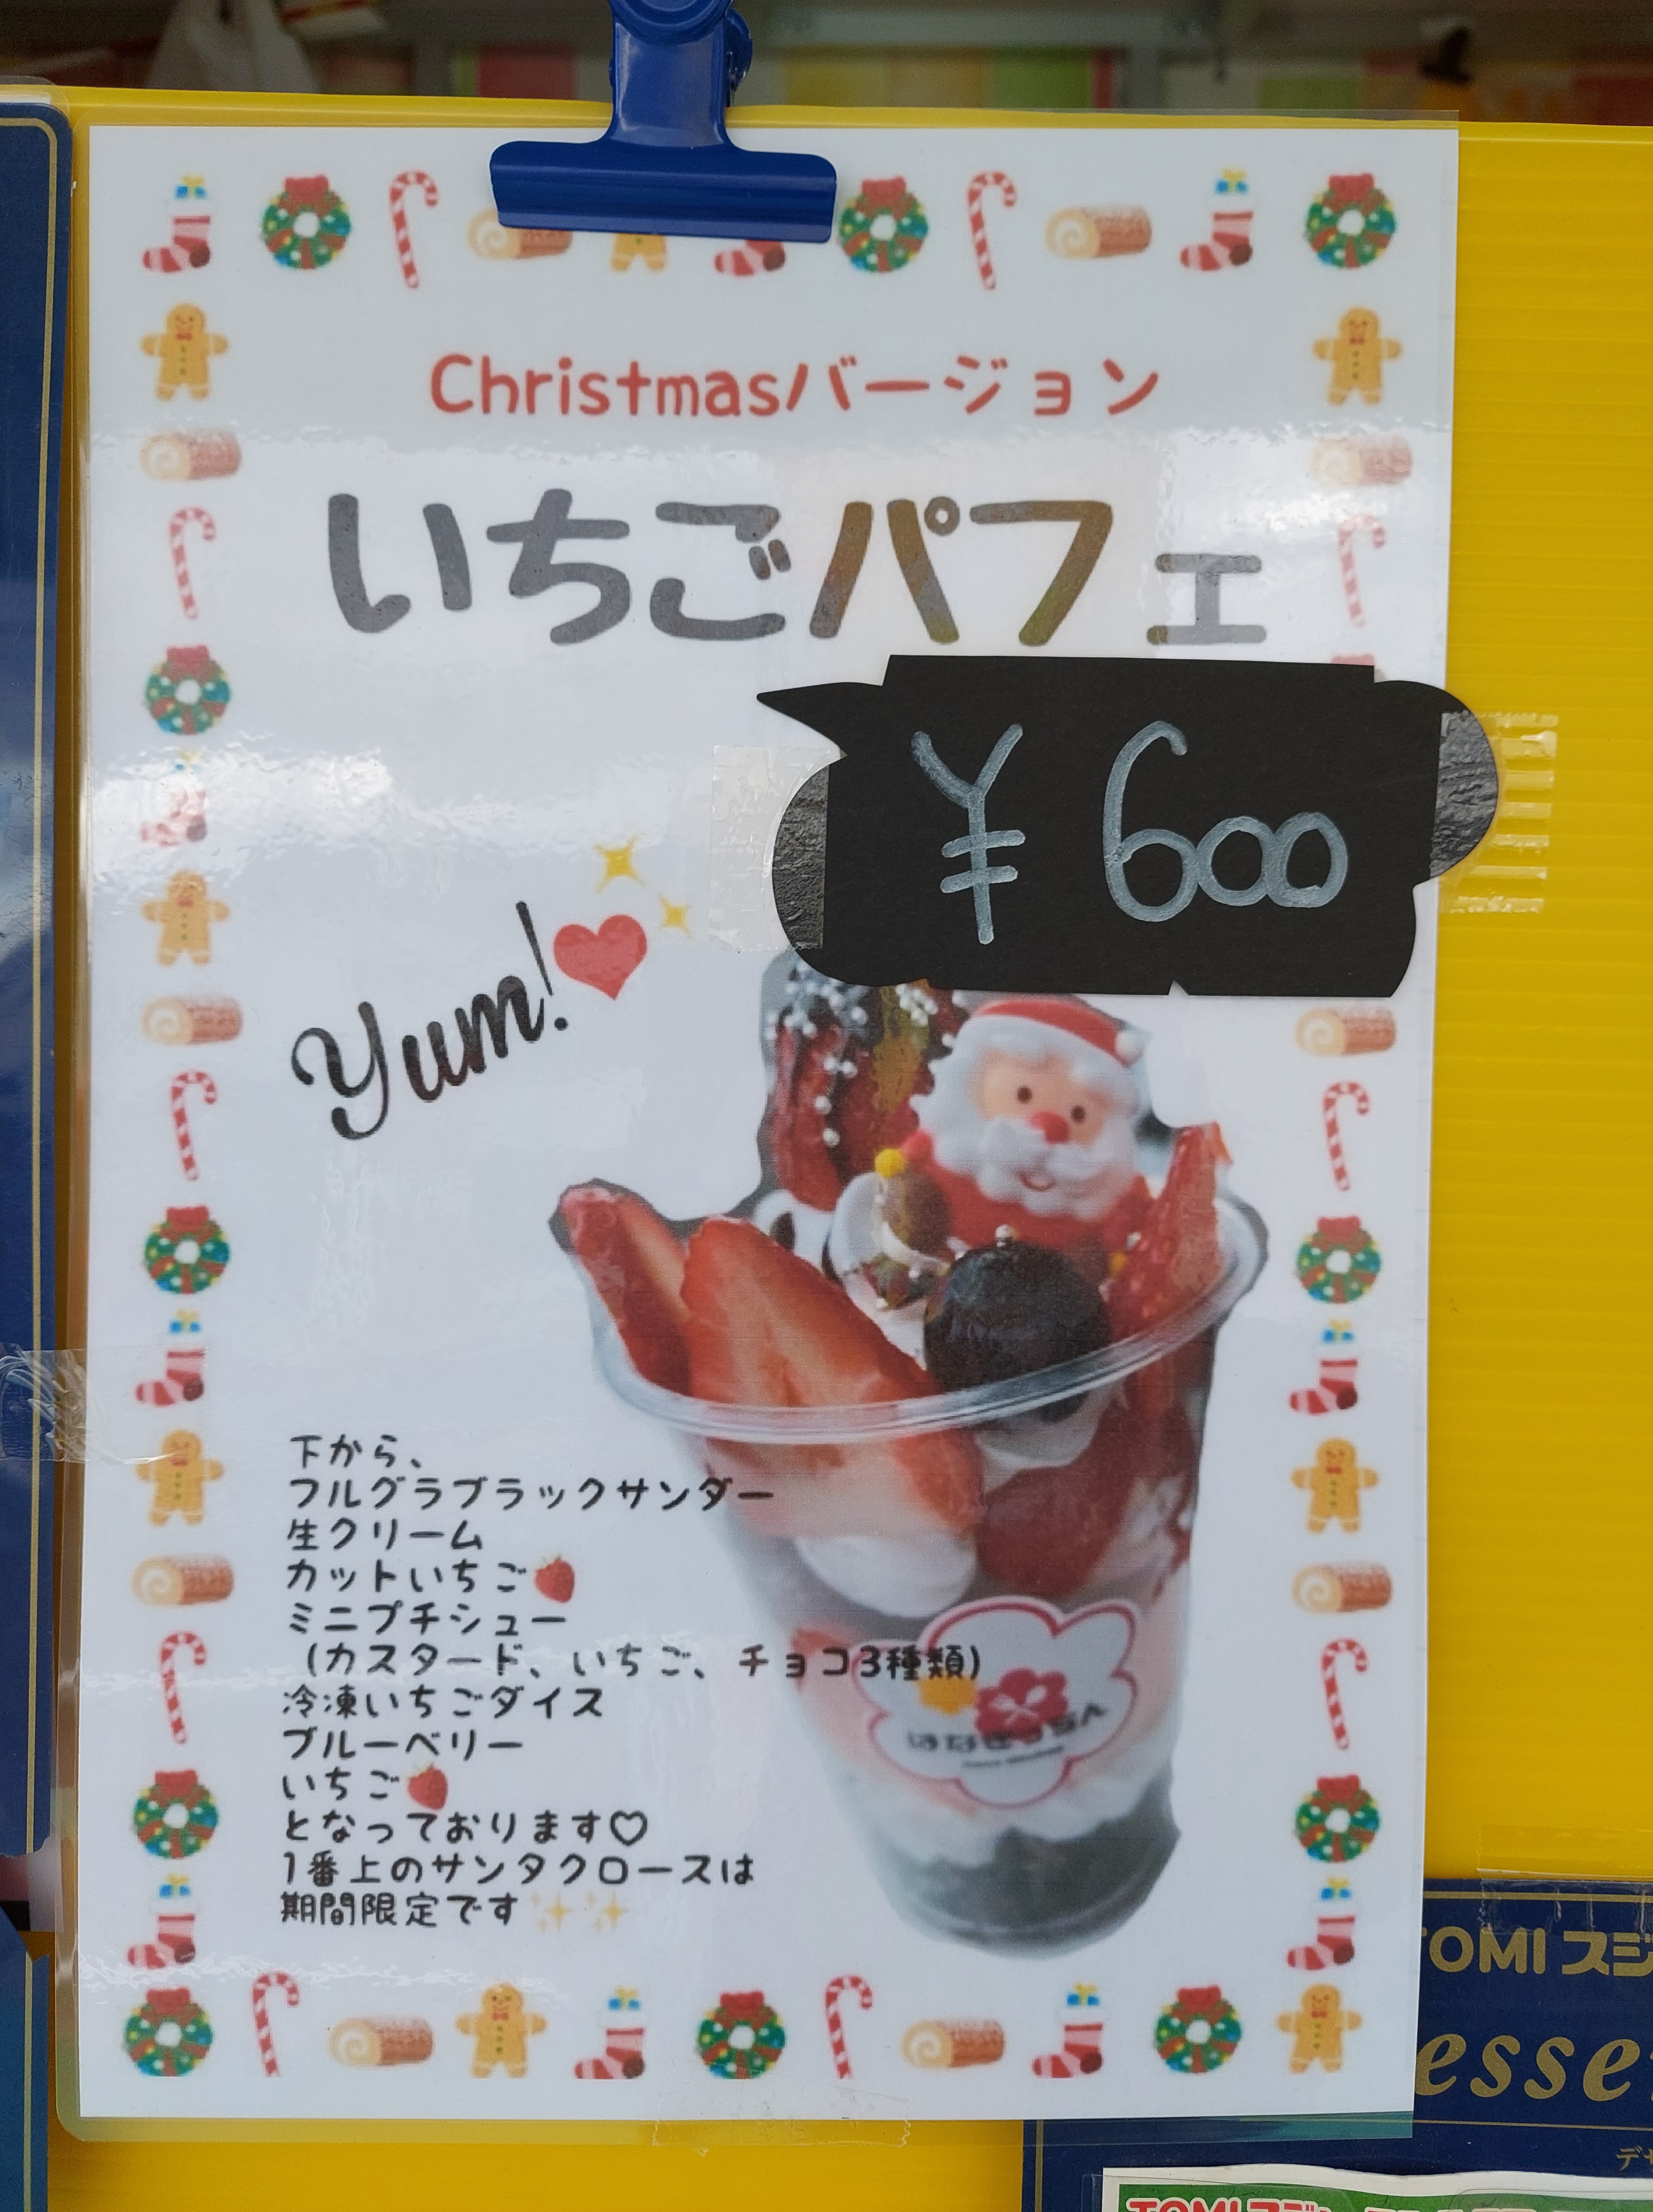 Christmasバージョン
いちごパフェ
¥600
Yum!
下から、
フルグラブラックサンダー
生クリーム
カットいちご🍓
ミニプチシュー
(カスタード、いちご、チョコ3種類)
冷凍いちごダイス
ブルーベリー
いちご🍓
となっております♡
1番上のサンタクロースは
期間限定です✨✨
TOMIスジ
esse
デ